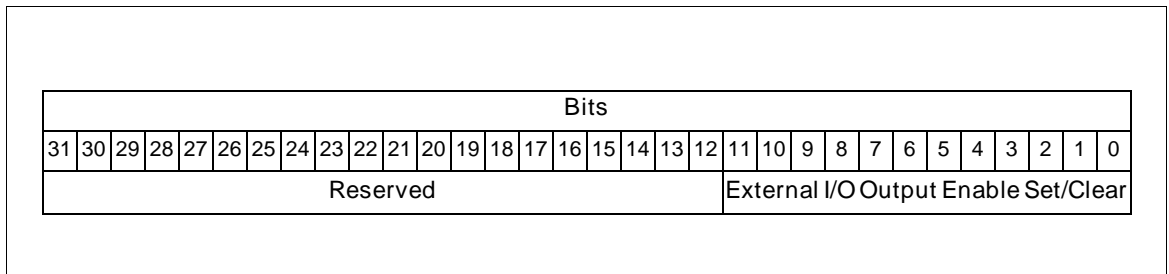 Bits
31 30 29 28 27 26 25 24 23 22 21 20 19 18 17 16 15 14 13 12 11 10 9 8 7 6 5 4 3 2 1 0
Reserved External I/O Output Enable Set/Clear